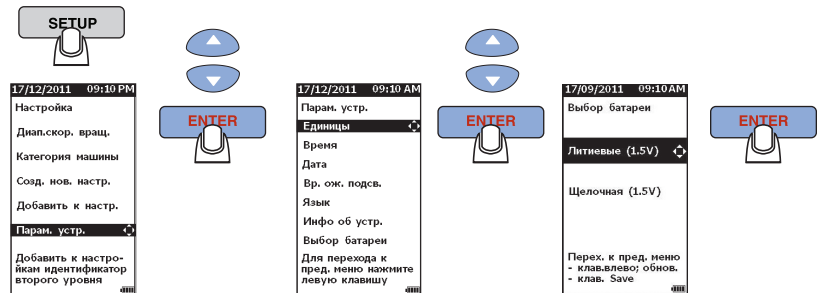 SETUP
17/12/2011 09:10 PM
Настройка
Диап.скор. вращ.
Категория машины
Созд. нов. настр.
Добавить к настр.
Парам. устр.
Добавить к настро-
йкам идентификатор
второго уровня
ENTER
17/12/2011 09:10 AM
Парам. устр.
Единицы
Время
Дата
Вр. ож. подсв.
Язык
Инфо об устр.
Выбор батареи
Для перехода к
пред. меню нажмите
левую клавишу
ENTER
17/09/2011 09:10AM
Выбор батареи
Литиевые (1.5V)
Щелочная (1.5V)
Перех. к пред. меню
- клав.влево; обнов.
- клав. Save
ENTER